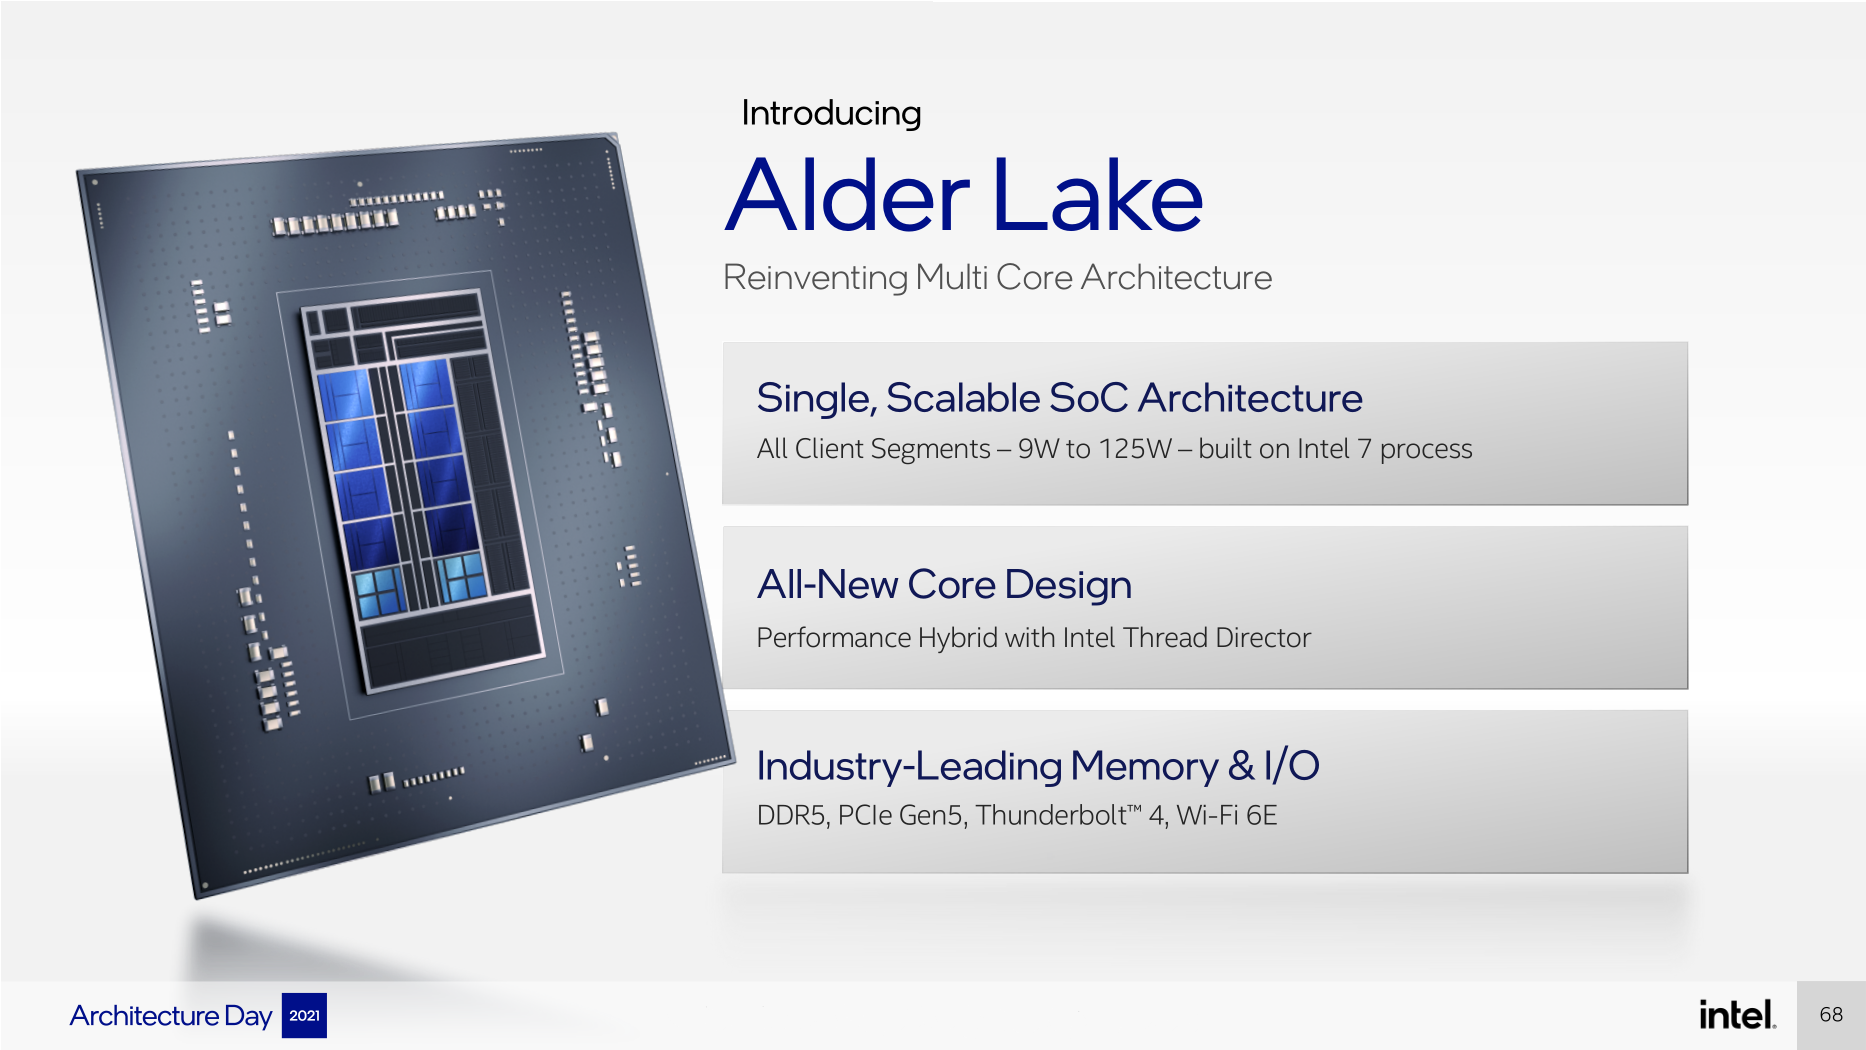 Introducing
Alder Lake
Reinventing Multi Core Architecture
Single, Scalable SoC Architecture
All Client Segments – 9W to 125W – built on Intel 7 process
All-New Core Design
Performance Hybrid with Intel Thread Director
Industry-Leading Memory & I/O
DDR5, PCIe Gen5, Thunderbolt™ 4, Wi-Fi 6E
Architecture Day 2021
intel.
68